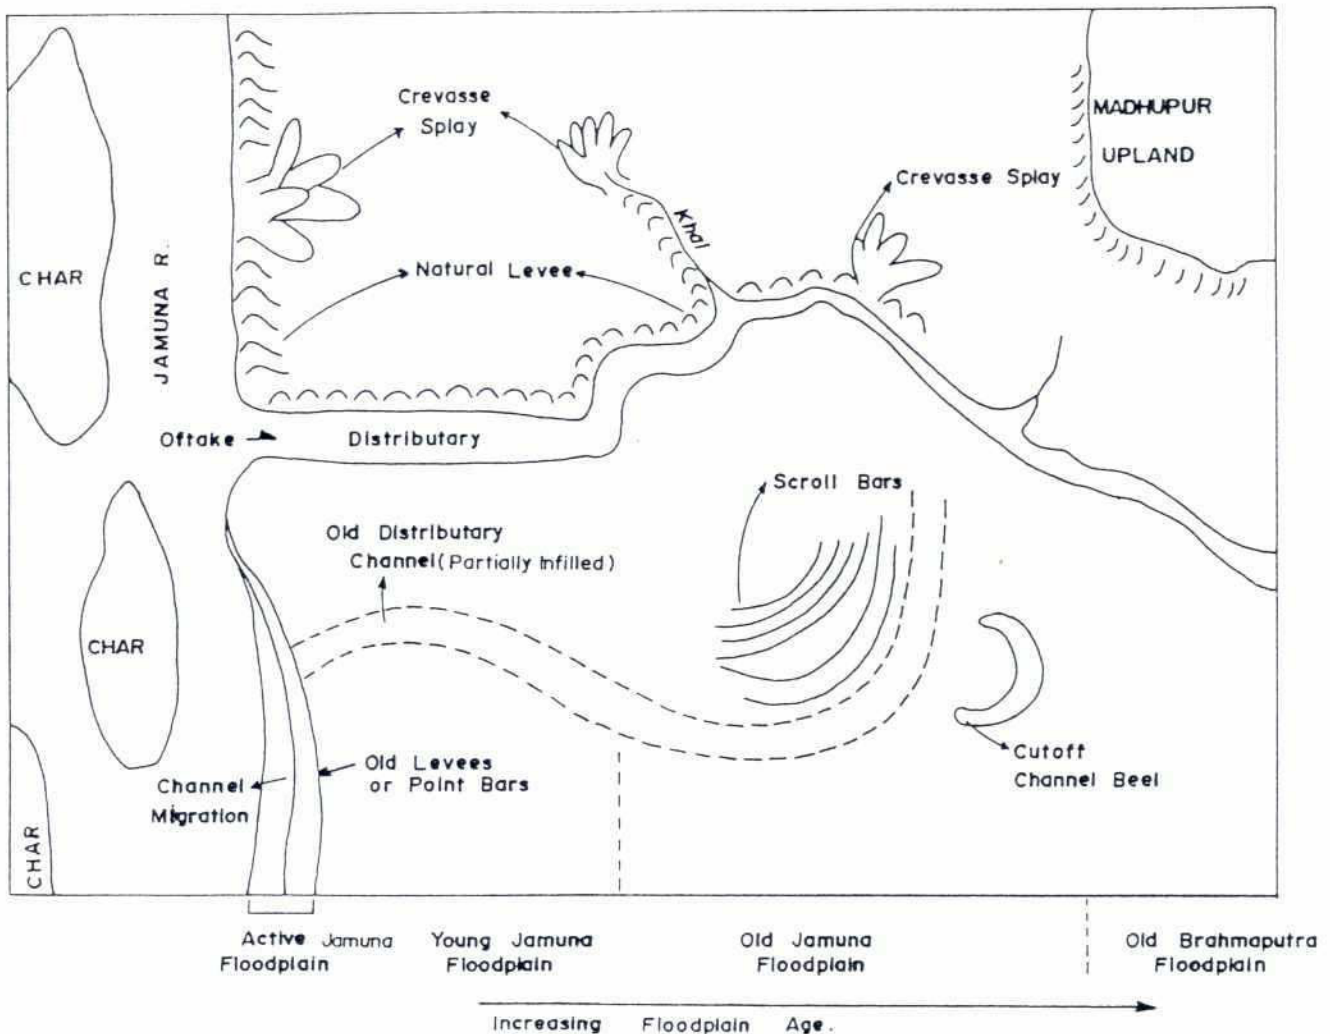 Crevasse
Splay
MADHUPUR
UPLAND
Crevasse Splay
Khal
CHAR
JAMUNA R.
Natural Levee
Oftake
Distributary
Scroll Bars
Old Distributary
Channel (Partially Infilled)
CHAR
Old Levees
or Point Bars
Channel
Migration
Cutoff
Channel Beel
CHAR
Active Jamuna
Floodplain
Young Jamuna
Floodplain
Old Jamuna
Floodplain
Old Brahmaputra
Floodplain
Increasing Floodplain Age.